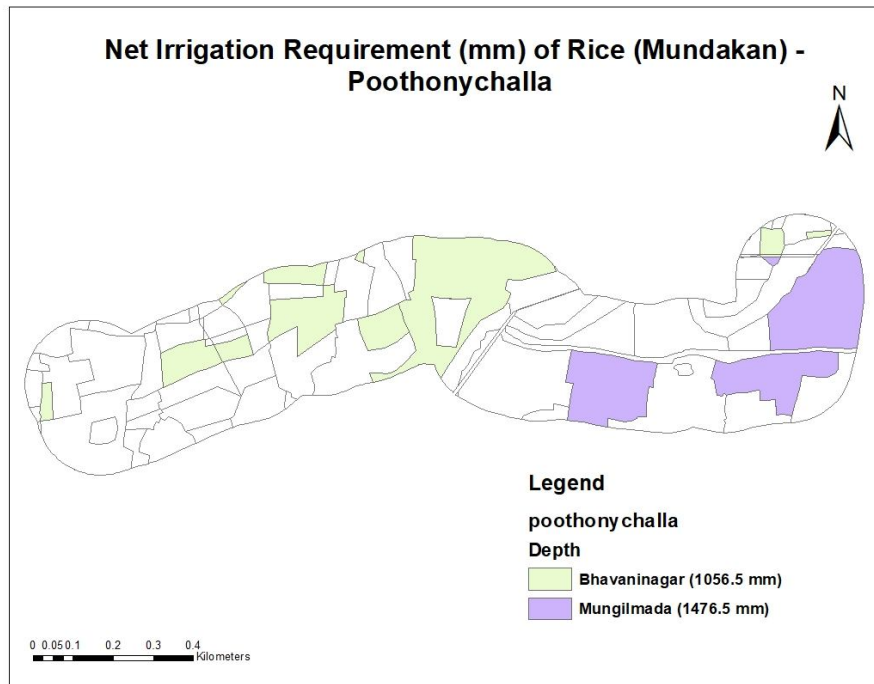 Net Irrigation Requirement (mm) of Rice (Mundakan) -
Poothonychalla
N
Legend
poothonychalla
Depth
Bhavaninagar (1056.5 mm)
Mungilmada (1476.5 mm)
0 0.05 0.1 0.2 0.3 0.4
Kilometers